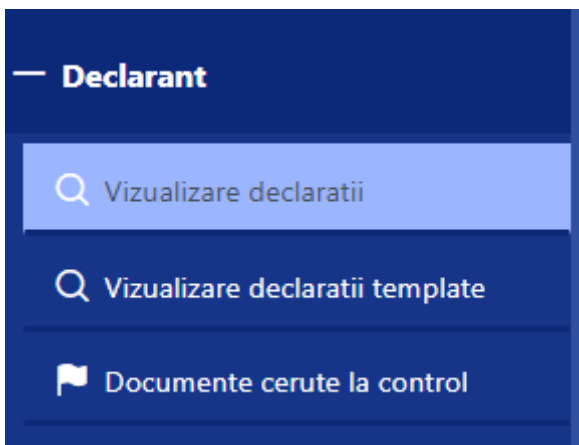 Declarant
Vizualizare declaratii
Vizualizare declaratii template
Documente cerute la control